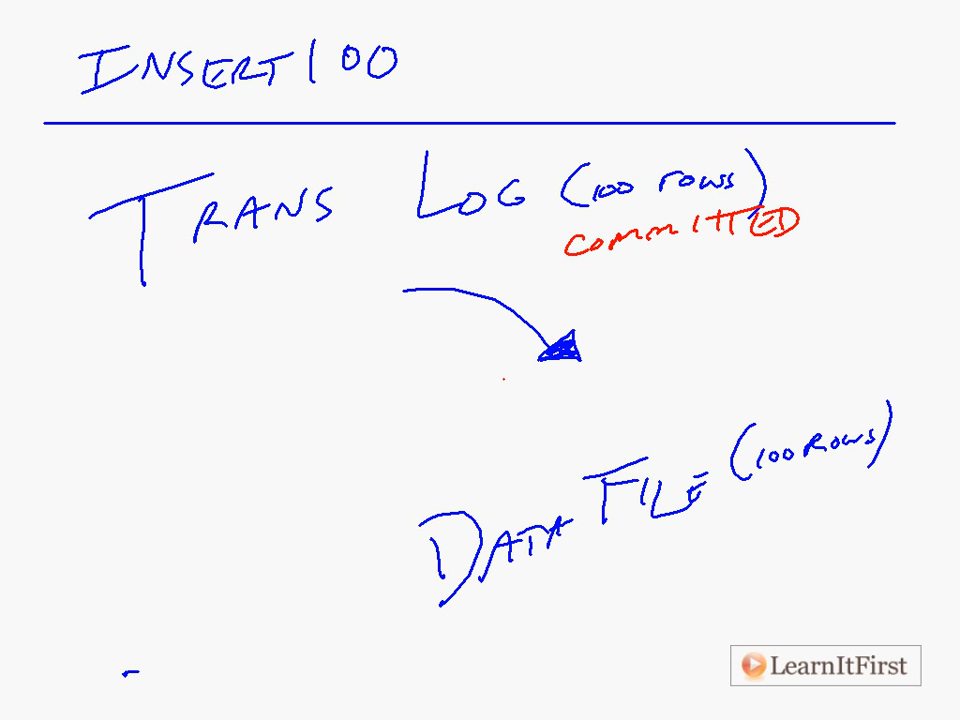 INSERT 100
TRANS LOG (100 rows)
COMMITTED
DATA FILE (100 ROWS)
LearnItFirst